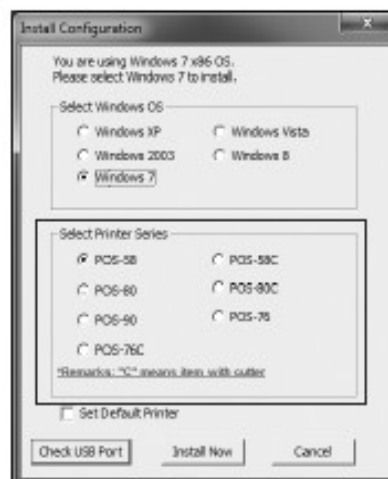 Install Configuration
You are using Windows 7 x86 OS.
Please select Windows 7 to install.
Select Windows OS
Windows XP Windows Vista
Windows 2003 Windows 8
Windows 7
Select Printer Series
POS-58 POS-58C
POS-80 POS-80C
POS-90 POS-76
POS-76C
*Remarks: "C" means item with cutter
Set Default Printer
Check USB Port Install Now Cancel